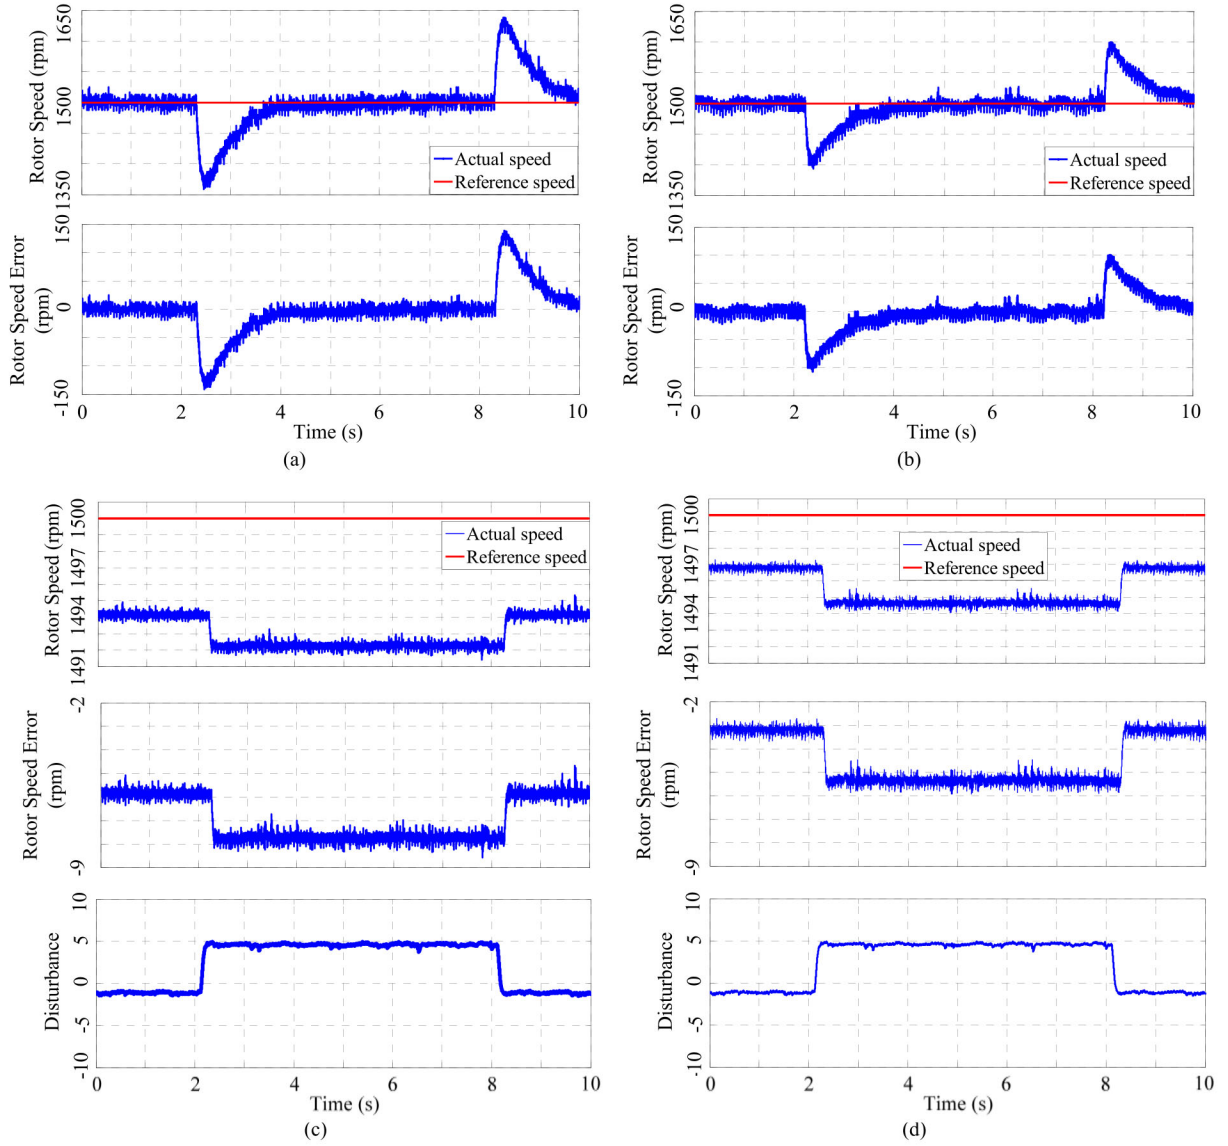 Rotor Speed (rpm)
1650
1500
1350
Actual speed
Reference speed
Rotor Speed Error
(rpm)
150
0
-150
0 2 4 6 8 10
Time (s)
(a)
Rotor Speed (rpm)
1650
1500
1350
Actual speed
Reference speed
Rotor Speed Error
(rpm)
150
0
-150
0 2 4 6 8 10
Time (s)
(b)
Rotor Speed (rpm)
1500
1497
1494
1491
Actual speed
Reference speed
Rotor Speed Error
(rpm)
-2
-9
Disturbance
10
5
0
-5
-10
0 2 4 6 8 10
Time (s)
(c)
Rotor Speed (rpm)
1500
1497
1494
1491
Actual speed
Reference speed
Rotor Speed Error
(rpm)
-2
-9
Disturbance
10
5
0
-5
-10
0 2 4 6 8 10
Time (s)
(d)